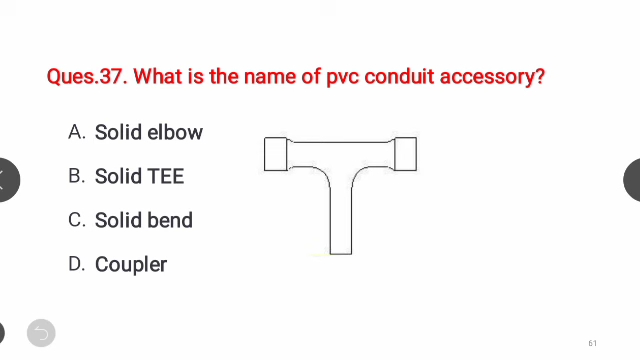 Ques.37. What is the name of pvc conduit accessory?
A. Solid elbow
B. Solid TEE
C. Solid bend
D. Coupler
61